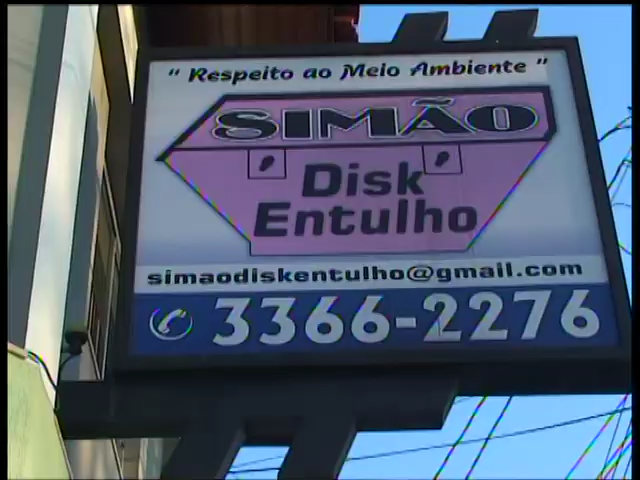 " Respeito ao Meio Ambiente "
SIMÃO
Disk
Entulho
simaodiskentulho@gmail.com
3366-2276